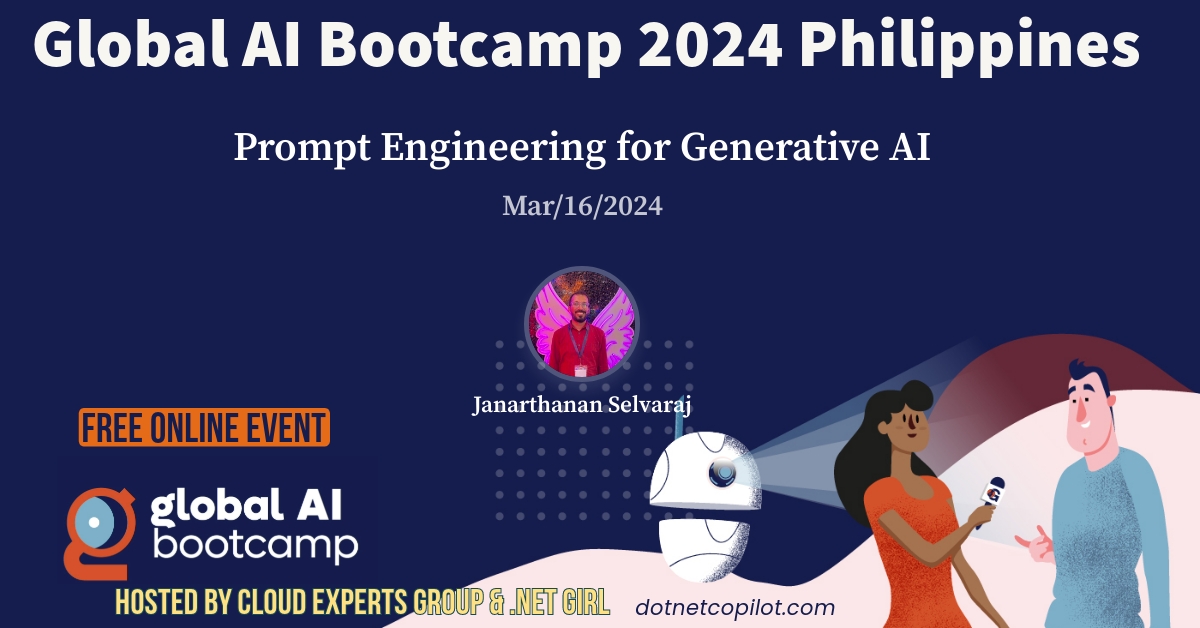 Global AI Bootcamp 2024 Philippines
Prompt Engineering for Generative AI
Mar/16/2024
Janarthanan Selvaraj
FREE ONLINE EVENT
global AI
bootcamp
G
HOSTED BY CLOUD EXPERTS GROUP & .NET GIRL
dotnetcopilot.com